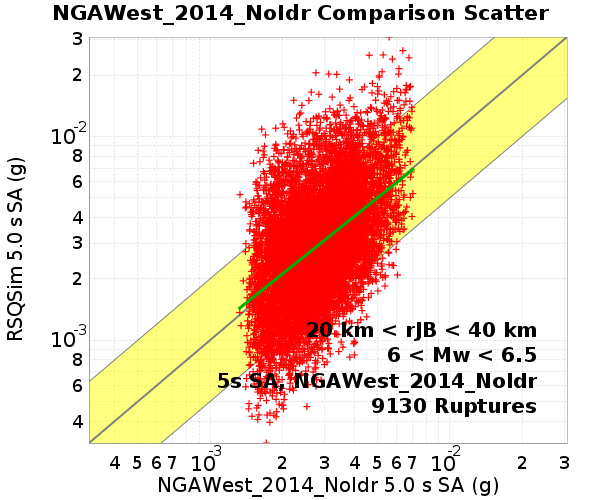 NGAWest_2014_NoIdr Comparison Scatter
3
2
10-2
8
6
4
3
2
10-3
8
6
4
RSQSim 5.0 s SA (g)
20 km < rJB < 40 km
6 < Mw < 6.5
5s SA, NGAWest_2014_NoIdr
9130 Ruptures
4 5 6 7 10-3 2 3 4 5 6 7 10-2 2 3
NGAWest_2014_NoIdr 5.0 s SA (g)